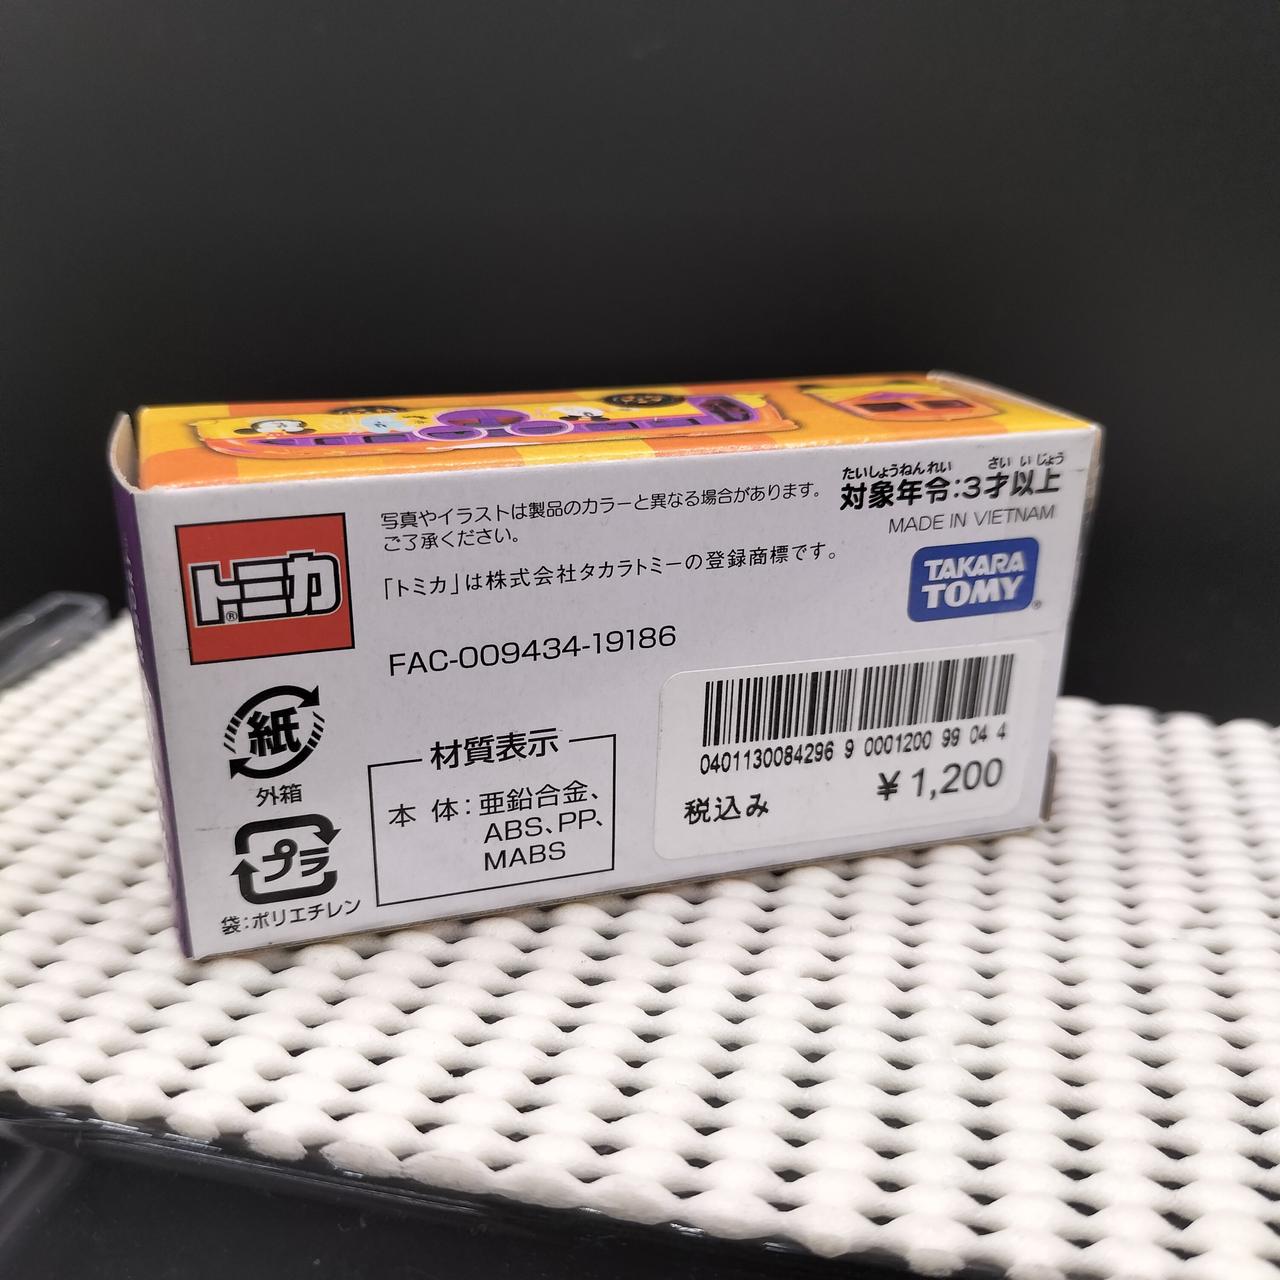 たいしょうねんれい さい いじょう
対象年令:3才以上
MADE IN VIETNAM
TAKARA
TOMY®
トミカ®
写真やイラストは製品のカラーと異なる場合があります。
ご了承ください。
「トミカ」は株式会社タカラトミーの登録商標です。
FAC-009434-19186
紙
外箱
プラ
袋:ポリエチレン
材質表示
本 体:亜鉛合金、
ABS、PP、
MABS
0401130084296 9 0001200 99 04 4
税込み
¥1,200